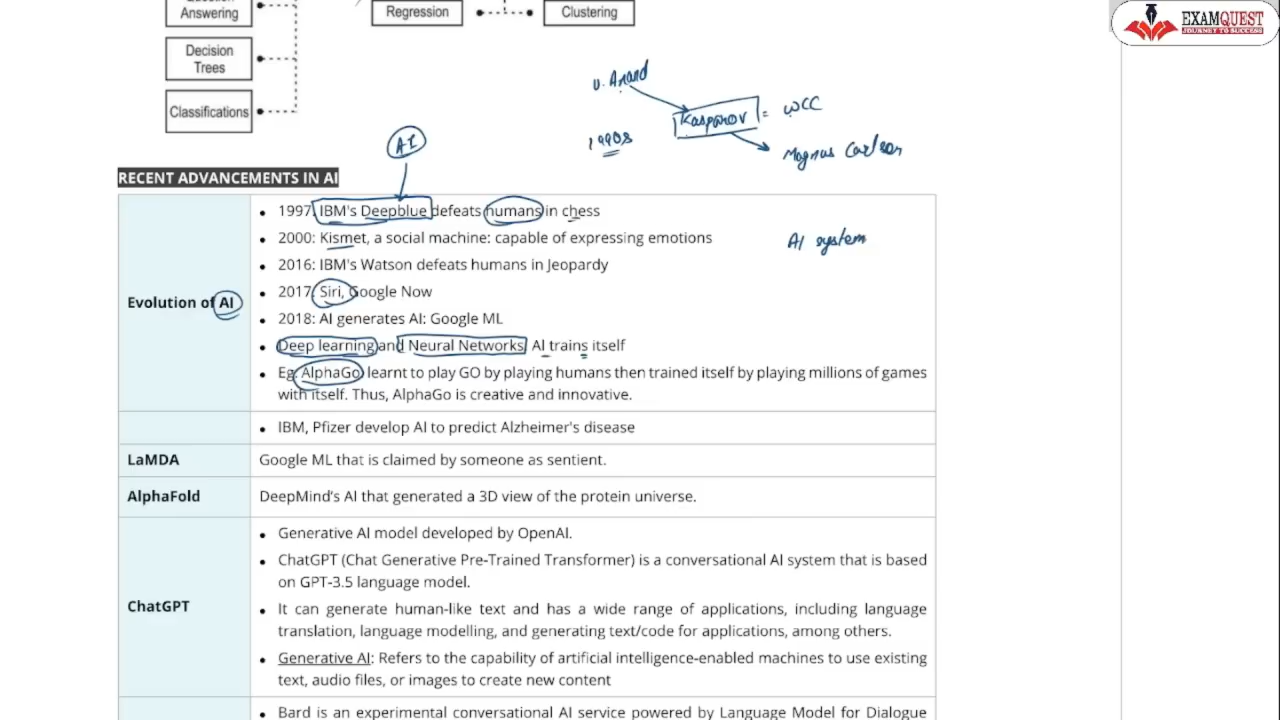 Question
Answering
Regression
Clustering
EXAMQUEST
JOURNEY TO SUCCESS
Decision
Trees
Classifications
V. Anand
Kasparov = WCC
1990s
Magnus Carlsen
AI
RECENT ADVANCEMENTS IN AI
Evolution of AI
• 1997: IBM's Deepblue defeats humans in chess
• 2000: Kismet, a social machine: capable of expressing emotions
AI system
• 2016: IBM's Watson defeats humans in Jeopardy
• 2017: Siri, Google Now
• 2018: AI generates AI: Google ML
• Deep learning and Neural Networks: AI trains itself
• Eg. AlphaGo learnt to play GO by playing humans then trained itself by playing millions of games
with itself. Thus, AlphaGo is creative and innovative.
• IBM, Pfizer develop AI to predict Alzheimer's disease
LaMDA
Google ML that is claimed by someone as sentient.
AlphaFold
DeepMind's AI that generated a 3D view of the protein universe.
ChatGPT
• Generative AI model developed by OpenAI.
• ChatGPT (Chat Generative Pre-Trained Transformer) is a conversational AI system that is based
on GPT-3.5 language model.
• It can generate human-like text and has a wide range of applications, including language
translation, language modelling, and generating text/code for applications, among others.
• Generative AI: Refers to the capability of artificial intelligence-enabled machines to use existing
text, audio files, or images to create new content
• Bard is an experimental conversational AI service powered by Language Model for Dialogue